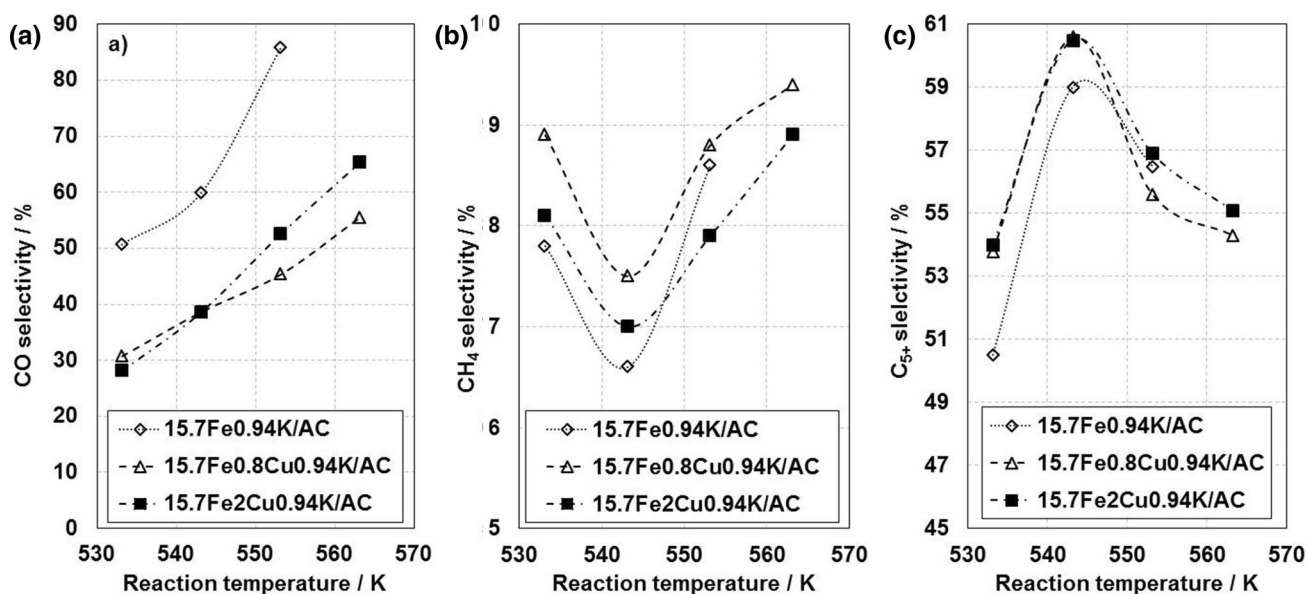 (a)
a)
CO selectivity / %
90
80
70
60
50
40
30
20
10
0
530
540
550
560
570
Reaction temperature / K
15.7Fe0.94K/AC
15.7Fe0.8Cu0.94K/AC
15.7Fe2Cu0.94K/AC
(b)
CH4 selectivity / %
10
9
8
7
6
5
530
540
550
560
570
Reaction temperature / K
15.7Fe0.94K/AC
15.7Fe0.8Cu0.94K/AC
15.7Fe2Cu0.94K/AC
(c)
C5+ slelctivity / %
61
59
57
55
53
51
49
47
45
530
540
550
560
570
Reaction temperature / K
15.7Fe0.94K/AC
15.7Fe0.8Cu0.94K/AC
15.7Fe2Cu0.94K/AC